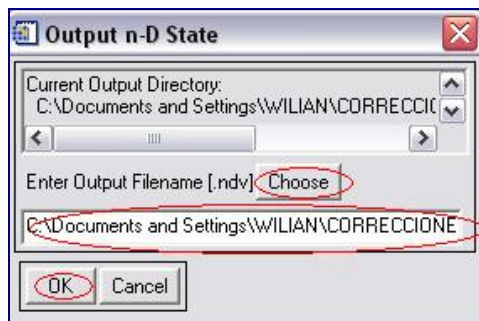 Output n-D State
Current Output Directory:
C:\Documents and Settings\WILIAN\CORRECCIO
Enter Output Filename [.ndv] Choose
C:\Documents and Settings\WILIAN\CORRECCIONE
OK Cancel